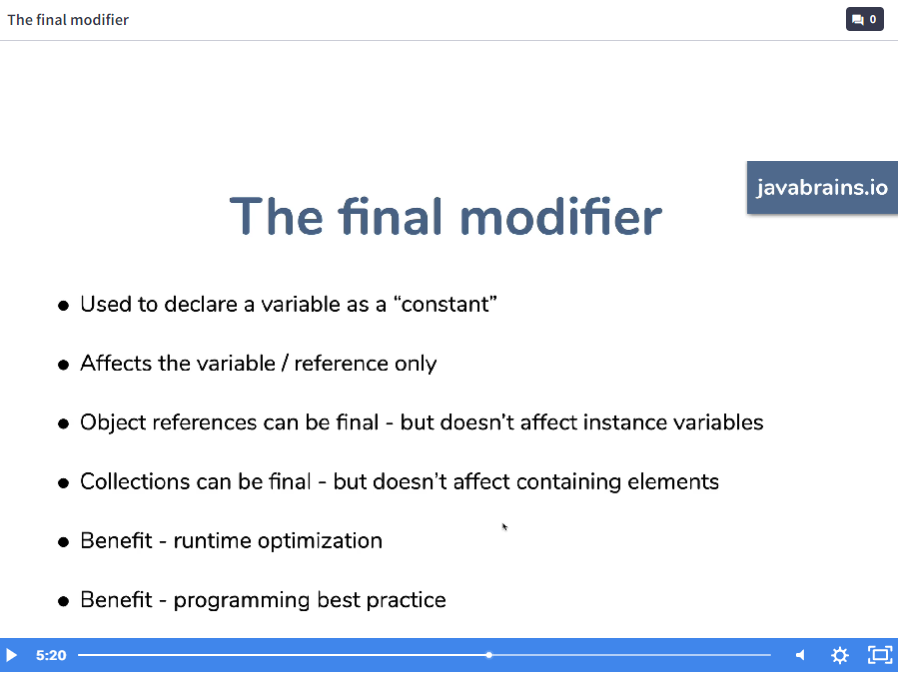 The final modifier
0
javabrains.io
The final modifier
● Used to declare a variable as a “constant”
● Affects the variable / reference only
● Object references can be final - but doesn’t affect instance variables
● Collections can be final - but doesn’t affect containing elements
● Benefit - runtime optimization
● Benefit - programming best practice
5:20